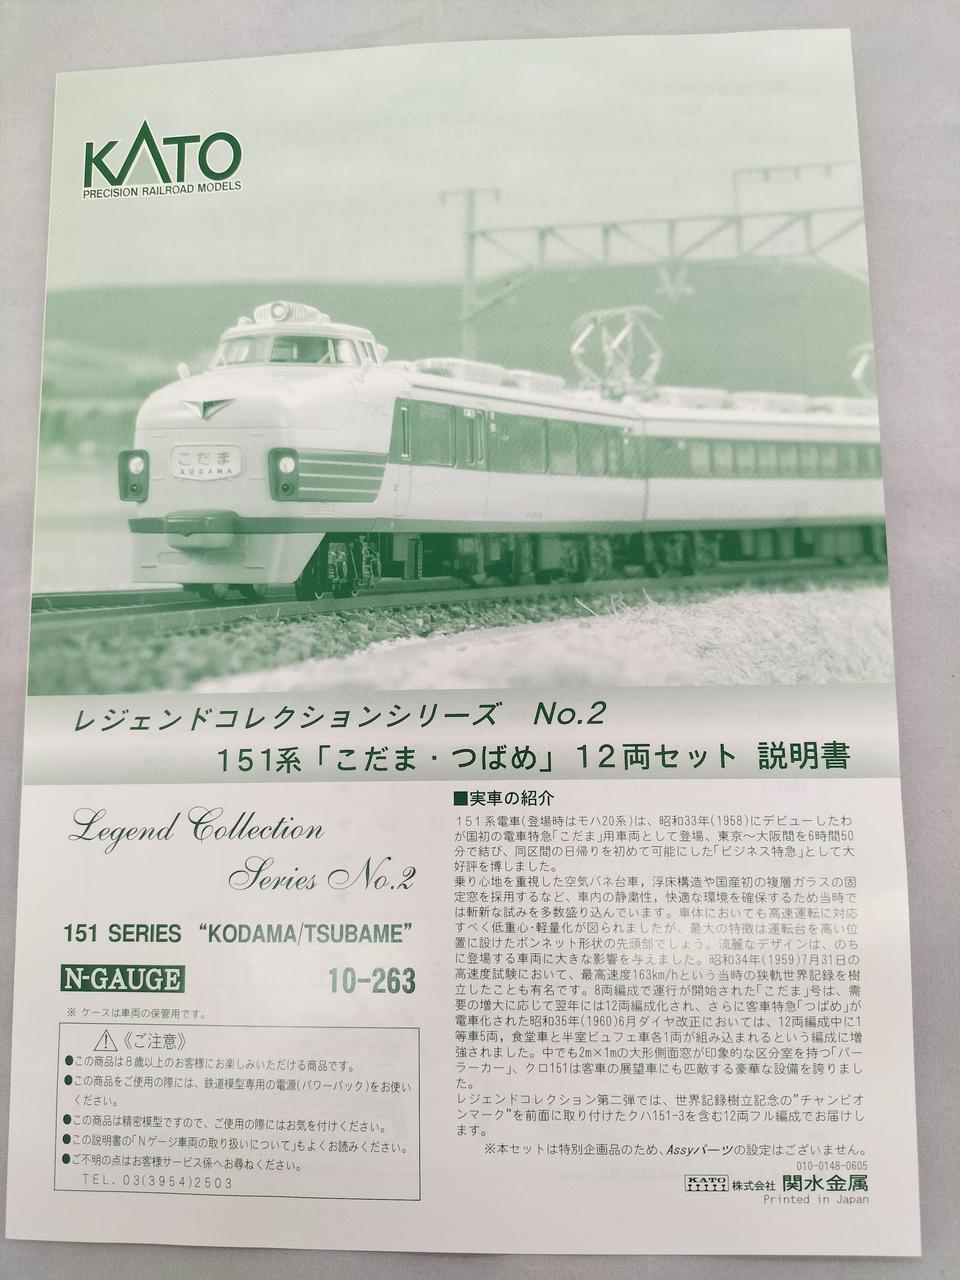 KATO
PRECISION RAILROAD MODELS
こだま
KODAMA
レジェンドコレクションシリーズ No.2
151系「こだま・つばめ」12両セット 説明書
Legend Collection
Series No.2
151 SERIES “KODAMA/TSUBAME”
N-GAUGE 10-263
※ ケースは車両の保管用です。
⚠《ご注意》
●この商品は8歳以上のお客様にお楽しみいただける商品です。
●この商品をご使用の際には、鉄道模型専用の電源(パワーパック)をお使い
ください。
●この商品は精密模型ですので、ご使用の際にはお気を付けください。
●この説明書の「Nゲージ車両の取り扱いについて」もよくお読みください。
●ご不明の点はお客様サービス係へお尋ねください。
TEL. 03(3954)2503
■実車の紹介
151系電車(登場時はモハ20系)は、昭和33年(1958)にデビューしたわ
が国初の電車特急「こだま」用車両として登場、東京〜大阪間を6時間50
分で結び、同区間の日帰りを初めて可能にした「ビジネス特急」として大
好評を博しました。
乗り心地を重視した空気バネ台車，浮床構造や国産初の複層ガラスの固
定窓を採用するなど、車内の静粛性，快適な環境を確保するため当時で
は斬新な試みを多数盛り込んでいます。車体においても高速運転に対応
すべく低重心・軽量化が図られましたが、最大の特徴は運転台を高い位
置に設けたボンネット形状の先頭部でしょう。流麗なデザインは、のち
に登場する車両に大きな影響を与えました。昭和34年(1959)7月31日の
高速度試験において、最高速度163km/hという当時の狭軌世界記録を樹
立したことも有名です。8両編成で運行が開始された「こだま」号は、需
要の増大に応じて翌年には12両編成化され、さらに客車特急「つばめ」が
電車化された昭和35年(1960)6月ダイヤ改正においては、12両編成中に1
等車5両，食堂車と半室ビュフェ車各1両が組み込まれるという編成に増
強されました。中でも2m×1mの大形側面窓が印象的な区分室を持つ「パー
ラーカー」、クロ151は客車の展望車にも匹敵する豪華な設備を誇りまし
た。
レジェンドコレクション第二弾では、世界記録樹立記念の“チャンピオ
ンマーク”を前面に取り付けたクハ151-3を含む12両フル編成でお届けし
ます。
※本セットは特別企画品のため、Assyパーツの設定はございません。
010-0148-0605
KATO 株式会社 関水金属
Printed in Japan